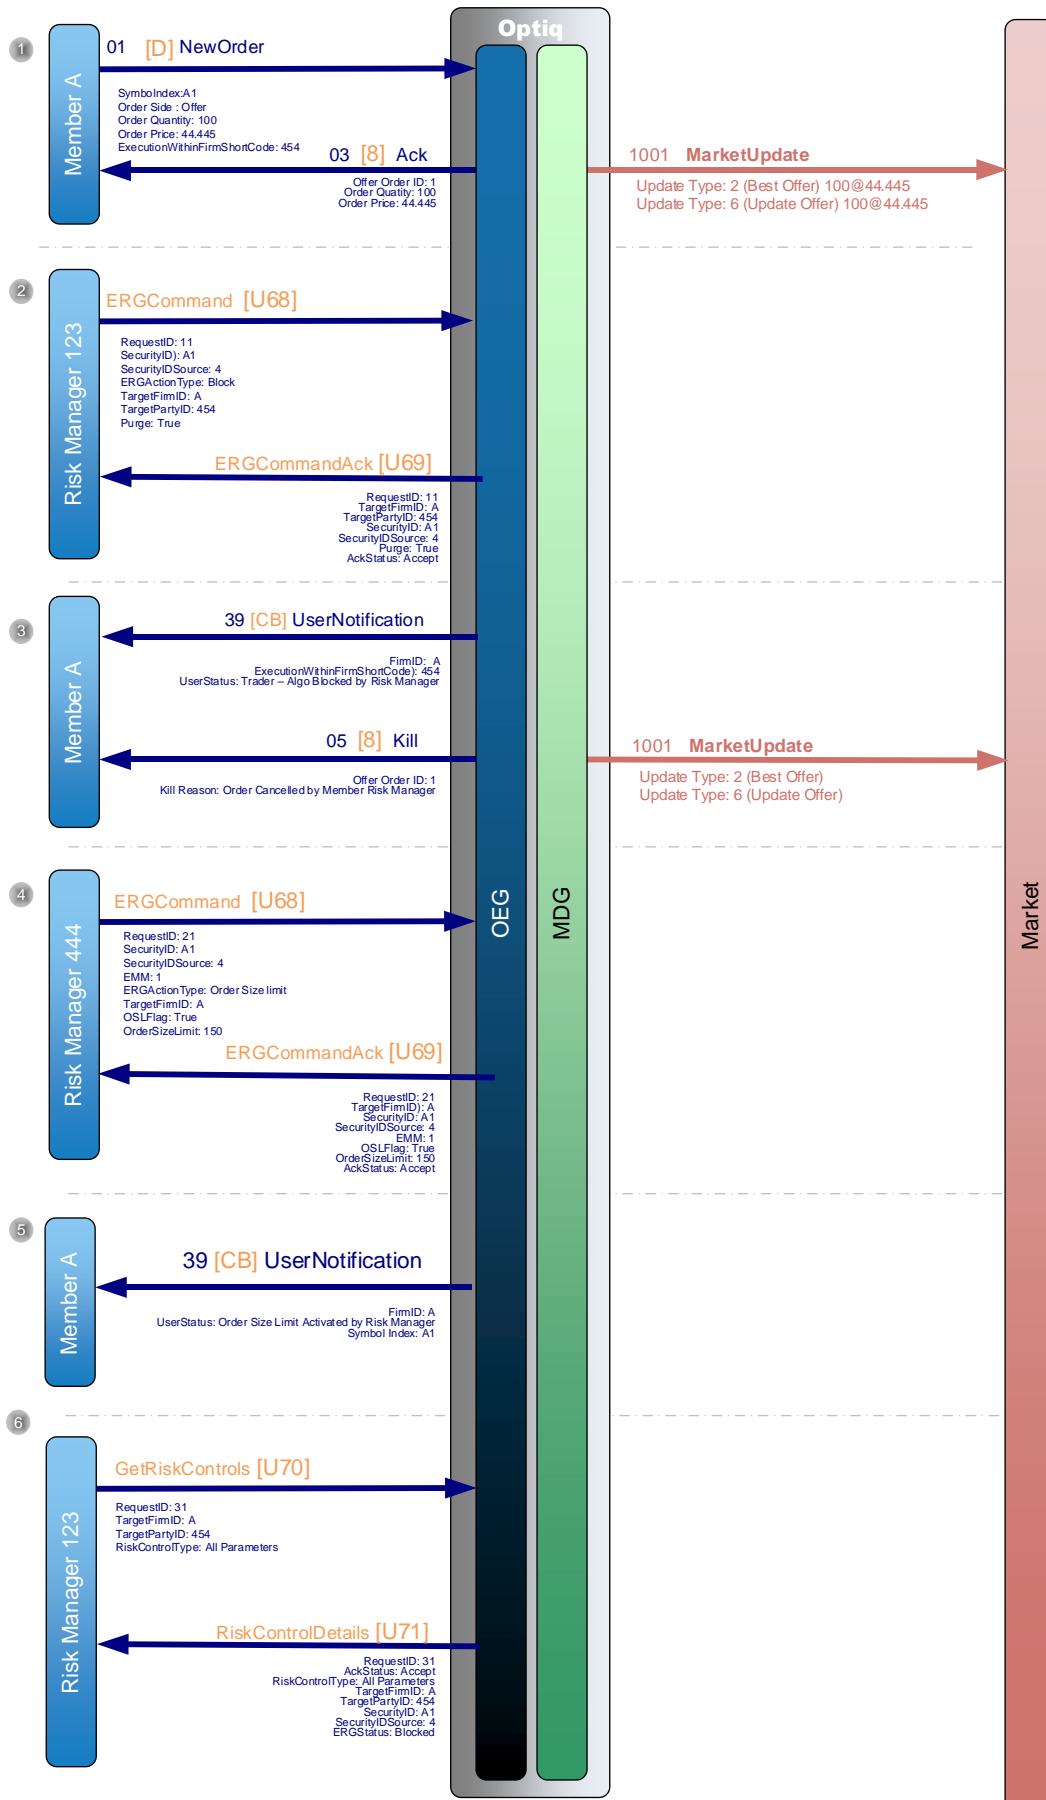 Optiq
1
Member A
01 [D] NewOrder
SymbolIndex:A1
Order Side : Offer
Order Quantity: 100
Order Price: 44.445
ExecutionWithinFirmShortCode: 454
03 [8] Ack
Offer Order ID: 1
Order Quatity: 100
Order Price: 44.445
1001 MarketUpdate
Update Type: 2 (Best Offer) 100@44.445
Update Type: 6 (Update Offer) 100@44.445
2
Risk Manager 123
ERGCommand [U68]
RequestID: 11
SecurityID): A1
SecurityIDSource: 4
ERGActionType: Block
TargetFirmID: A
TargetPartyID: 454
Purge: True
ERGCommandAck [U69]
RequestID: 11
TargetFirmID: A
TargetPartyID: 454
SecurityID: A1
SecurityIDSource: 4
Purge: True
AckStatus: Accept
3
Member A
39 [CB] UserNotification
FirmID: A
ExecutionWithinFirmShortCode): 454
UserStatus: Trader – Algo Blocked by Risk Manager
05 [8] Kill
Offer Order ID: 1
Kill Reason: Order Cancelled by Member Risk Manager
1001 MarketUpdate
Update Type: 2 (Best Offer)
Update Type: 6 (Update Offer)
4
Risk Manager 444
ERGCommand [U68]
RequestID: 21
SecurityID: A1
SecurityIDSource: 4
EMM: 1
ERGActionType: Order Size limit
TargetFirmID: A
OSLFlag: True
OrderSizeLimit: 150
ERGCommandAck [U69]
RequestID: 21
TargetFirmID): A
SecurityID: A1
SecurityIDSource: 4
EMM: 1
OSLFlag: True
OrderSizeLimit: 150
AckStatus: Accept
OEG
MDG
Market
5
Member A
39 [CB] UserNotification
FirmID: A
UserStatus: Order Size Limit Activated by Risk Manager
Symbol Index: A1
6
Risk Manager 123
GetRiskControls [U70]
RequestID: 31
TargetFirmID: A
TargetPartyID: 454
RiskControlType: All Parameters
RiskControlDetails [U71]
RequestID: 31
AckStatus: Accept
RiskControlType: All Parameters
TargetFirmID: A
TargetPartyID: 454
SecurityID: A1
SecurityIDSource: 4
ERGStatus: Blocked